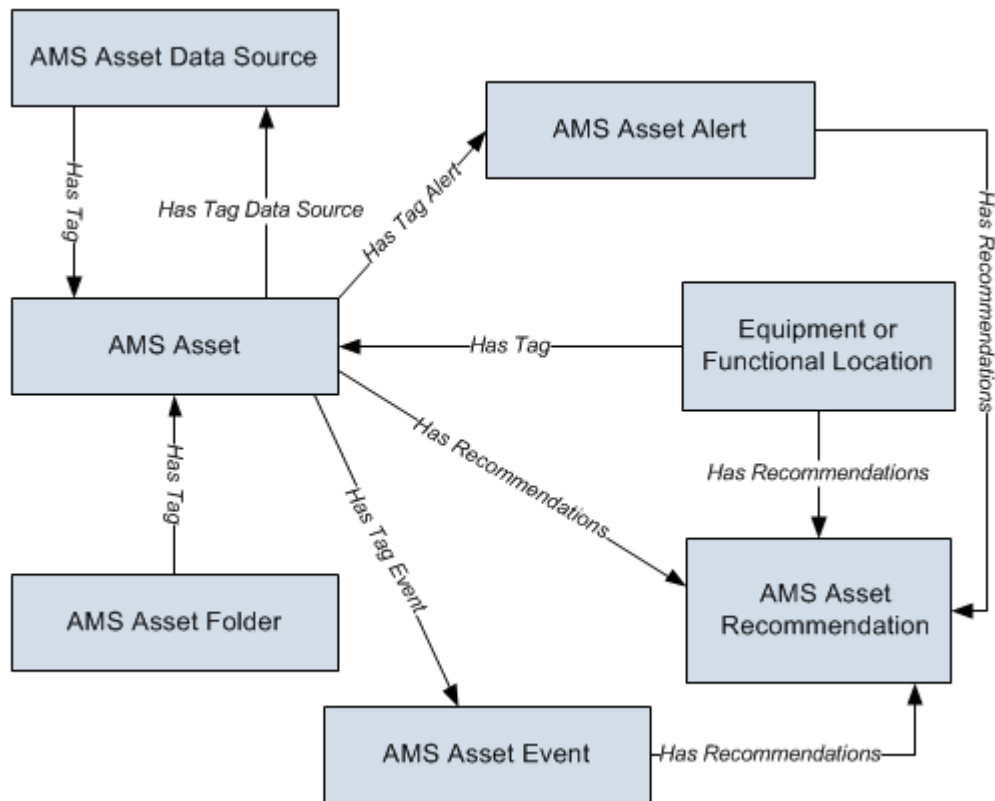 AMS Asset Data Source
AMS Asset Alert
Has Tag
Has Tag Data Source
Has Tag Alert
Has Recommendations
AMS Asset
Has Tag
Equipment or
Functional Location
Has Tag
Has Recommendations
Has Tag Event
Has Recommendations
AMS Asset Folder
AMS Asset
Recommendation
AMS Asset Event
Has Recommendations